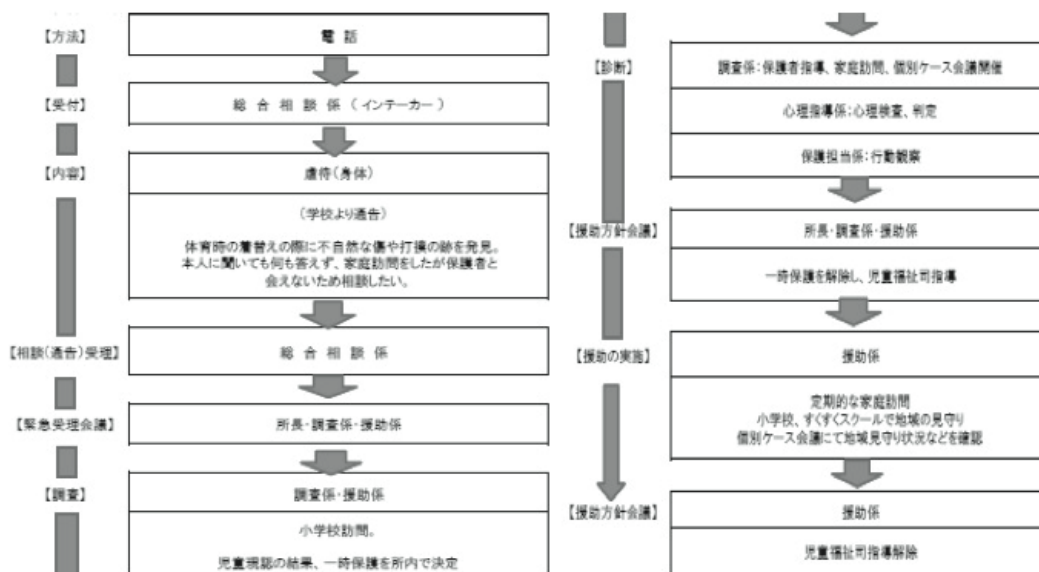 【方法】
電 話
【受付】
総 合 相 談 係 ( インテーカー )
【内容】
虐待(身体)
(学校より通告)
体育時の着替えの際に不自然な傷や打撲の跡を発見。
本人に聞いても何も答えず、家庭訪問をしたが保護者と
会えないため相談したい。
【相談(通告)受理】
総 合 相 談 係
【緊急受理会議】
所長・調査係・援助係
【調査】
調査係・援助係
小学校訪問。
児童現認の結果、一時保護を所内で決定
【診断】
調査係:保護者指導、家庭訪問、個別ケース会議開催
心理指導係:心理検査、判定
保護担当係:行動観察
【援助方針会議】
所長・調査係・援助係
一時保護を解除し、児童福祉司指導
【援助の実施】
援助係
定期的な家庭訪問
小学校、すくすくスクールで地域の見守り
個別ケース会議にて地域見守り状況などを確認
【援助方針会議】
援助係
児童福祉司指導解除